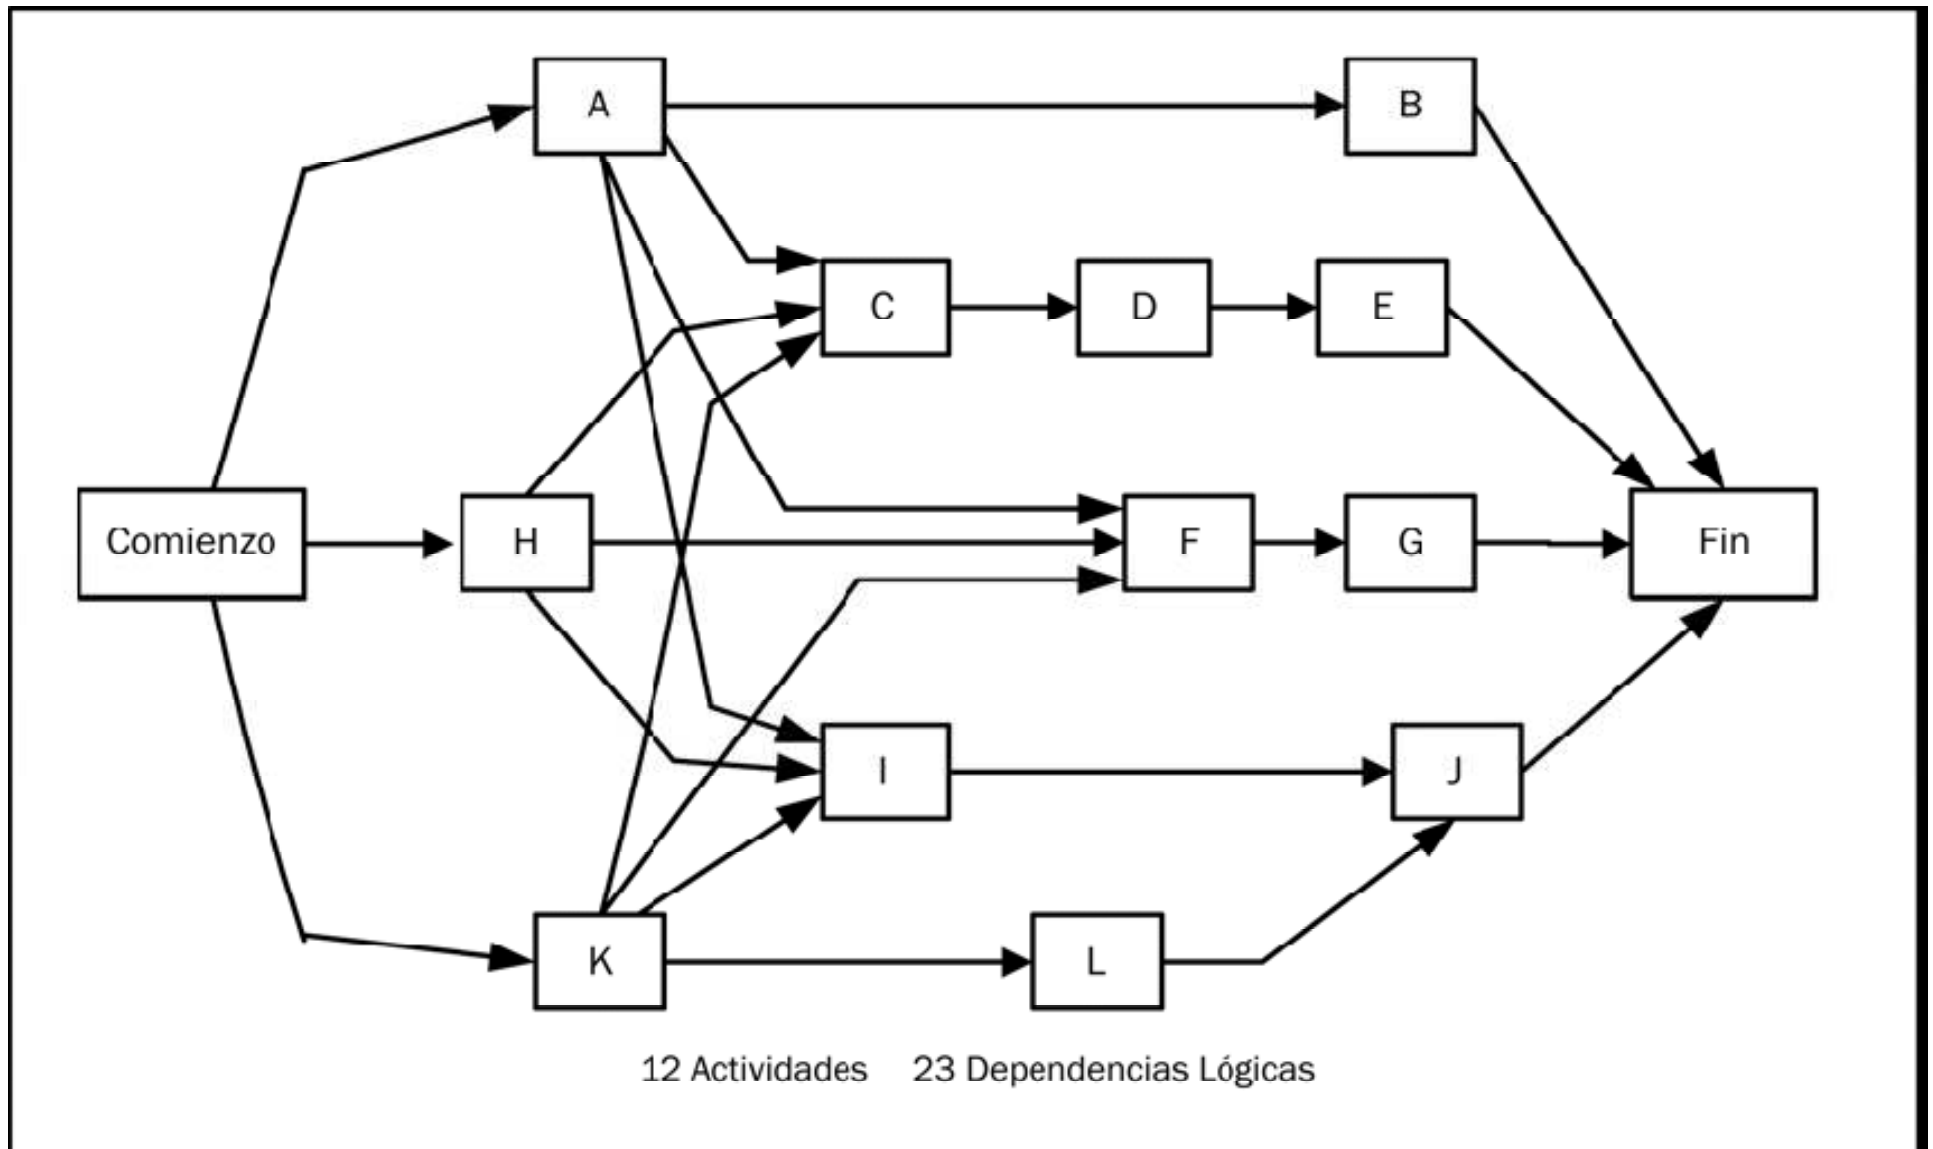 A
B
C
D
E
Comienzo
H
F
G
Fin
I
J
K
L
12 Actividades 23 Dependencias Lógicas